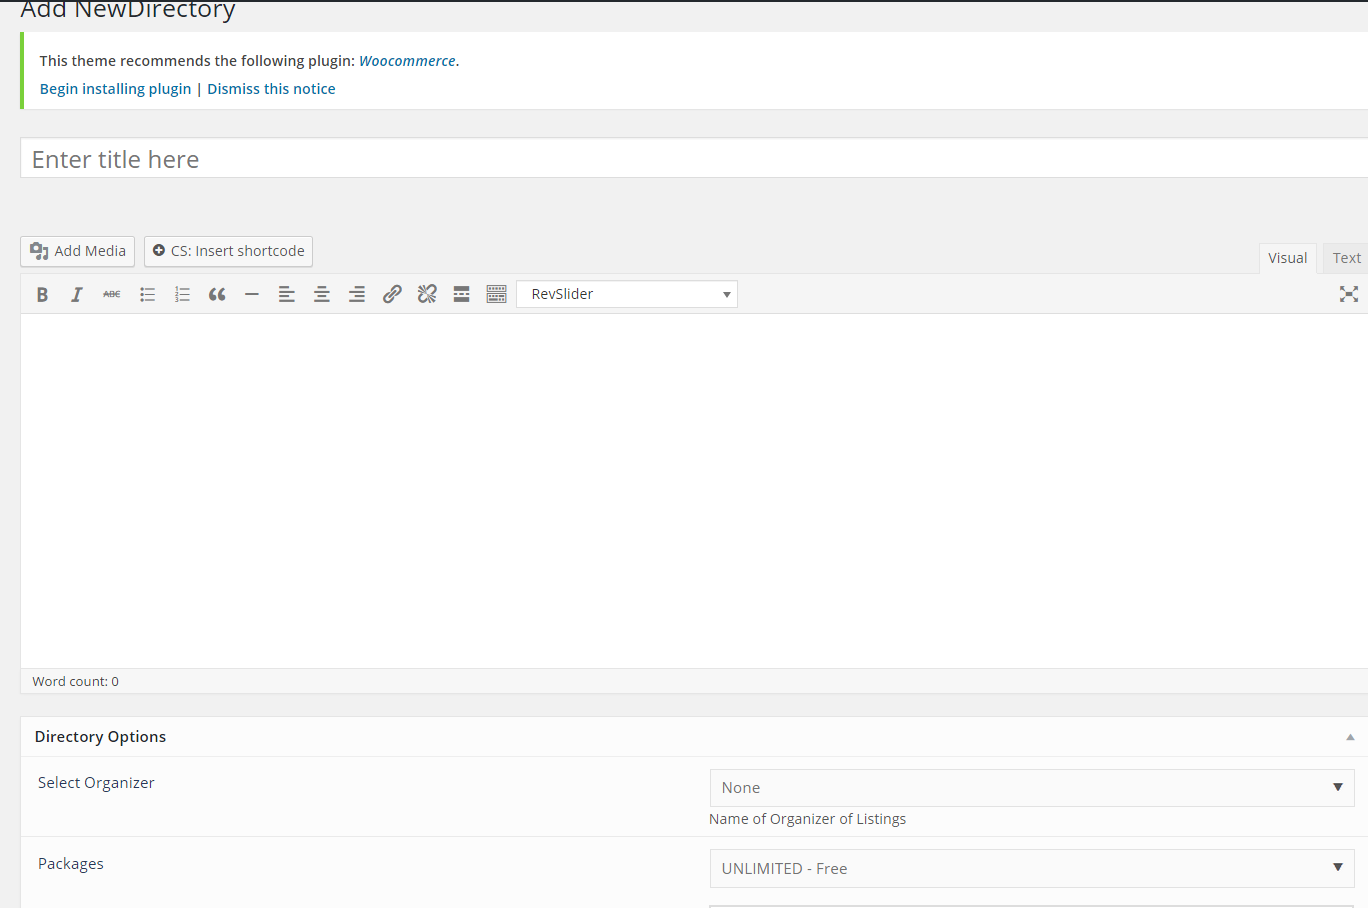 Add NewDirectory
This theme recommends the following plugin: Woocommerce.
Begin installing plugin | Dismiss this notice
Enter title here
Add Media
CS: Insert shortcode
Visual
Text
B I ABC
RevSlider
Word count: 0
Directory Options
Select Organizer
None
Name of Organizer of Listings
Packages
UNLIMITED - Free